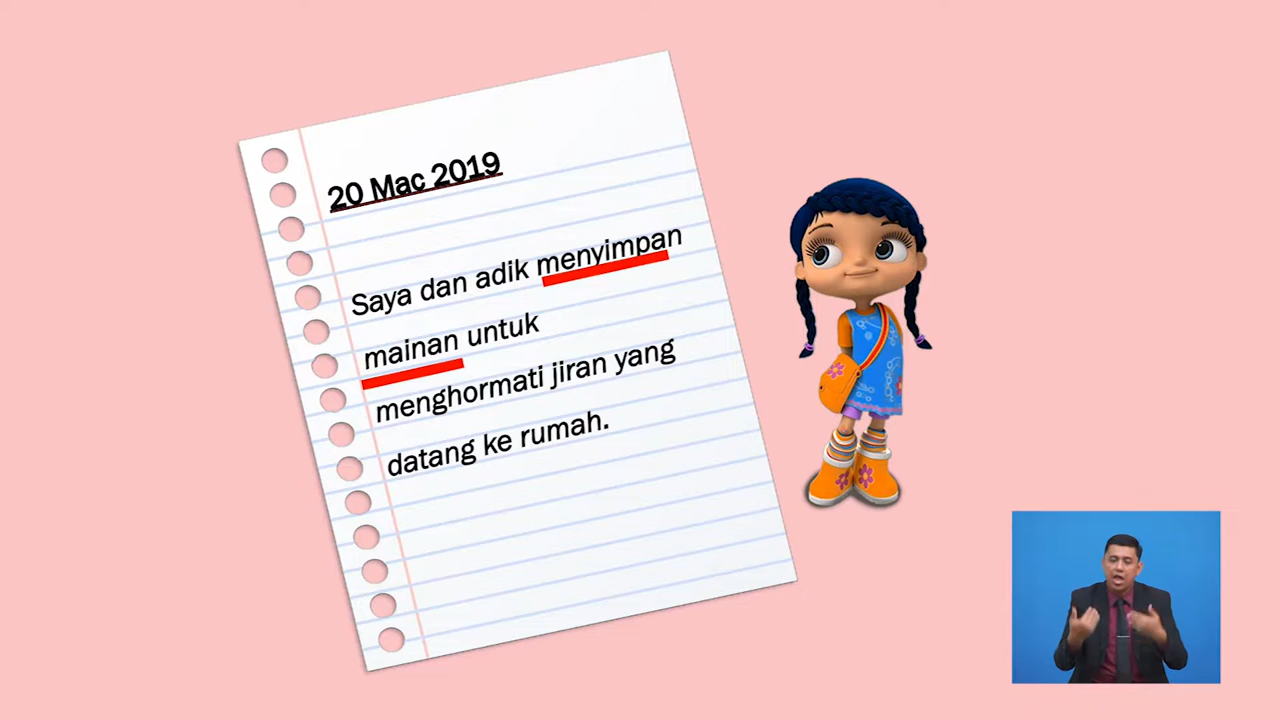 20 Mac 2019
Saya dan adik menyimpan
mainan untuk
menghormati jiran yang
datang ke rumah.